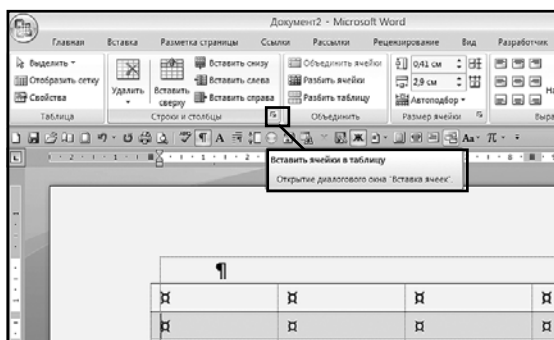 Документ2 - Microsoft Word
Главная Вставка Разметка страницы Ссылки Рассылки Рецензирование Вид Разработчик
Выделить
Отобразить сетку
Свойства
Таблица
Удалить
Вставить сверху
Вставить снизу
Вставить слева
Вставить справа
Строки и столбцы
Объединить ячейки
Разбить ячейки
Разбить таблицу
Объединить
0,41 см
2,9 см
Автоподбор
Размер ячейки
Вставить ячейки в таблицу
Открытие диалогового окна "Вставка ячеек".
¶
¤ ¤ ¤ ¤
¤ ¤ ¤ ¤